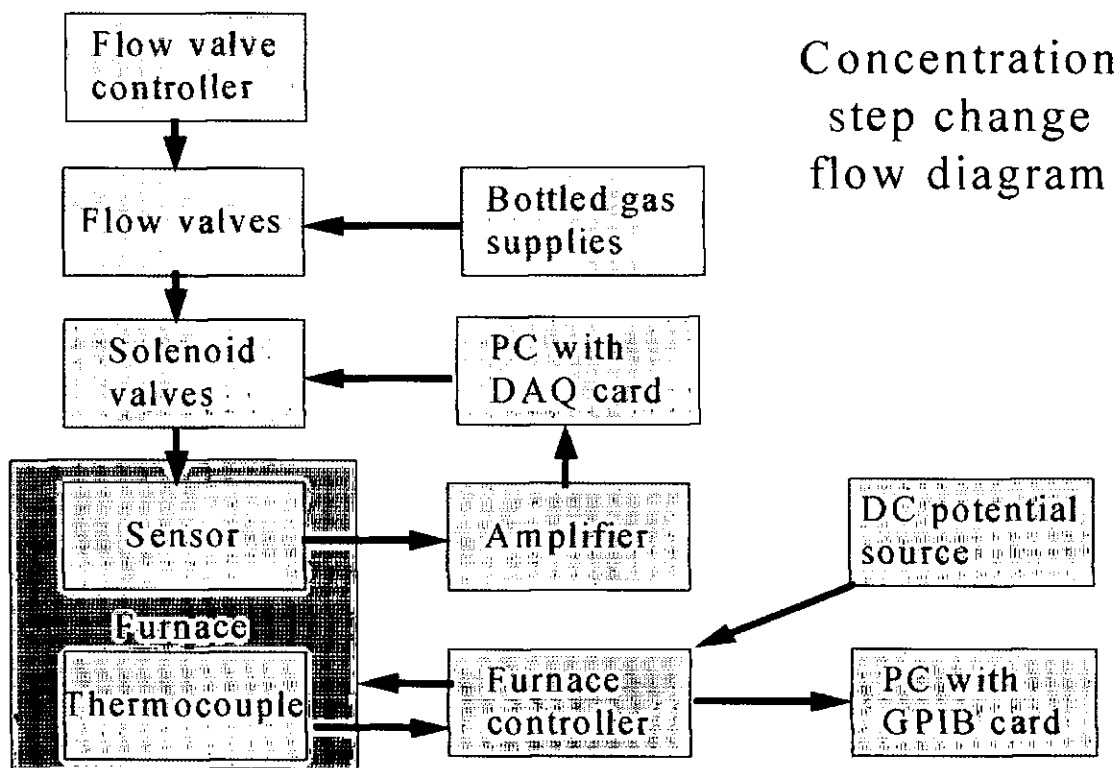 Flow valve
controller
Concentration
step change
flow diagram
Flow valves
Bottled gas
supplies
Solenoid
valves
PC with
DAQ card
Sensor
Amplifier
DC potential
source
Furnace
Thermocouple
Furnace
controller
PC with
GPIB card